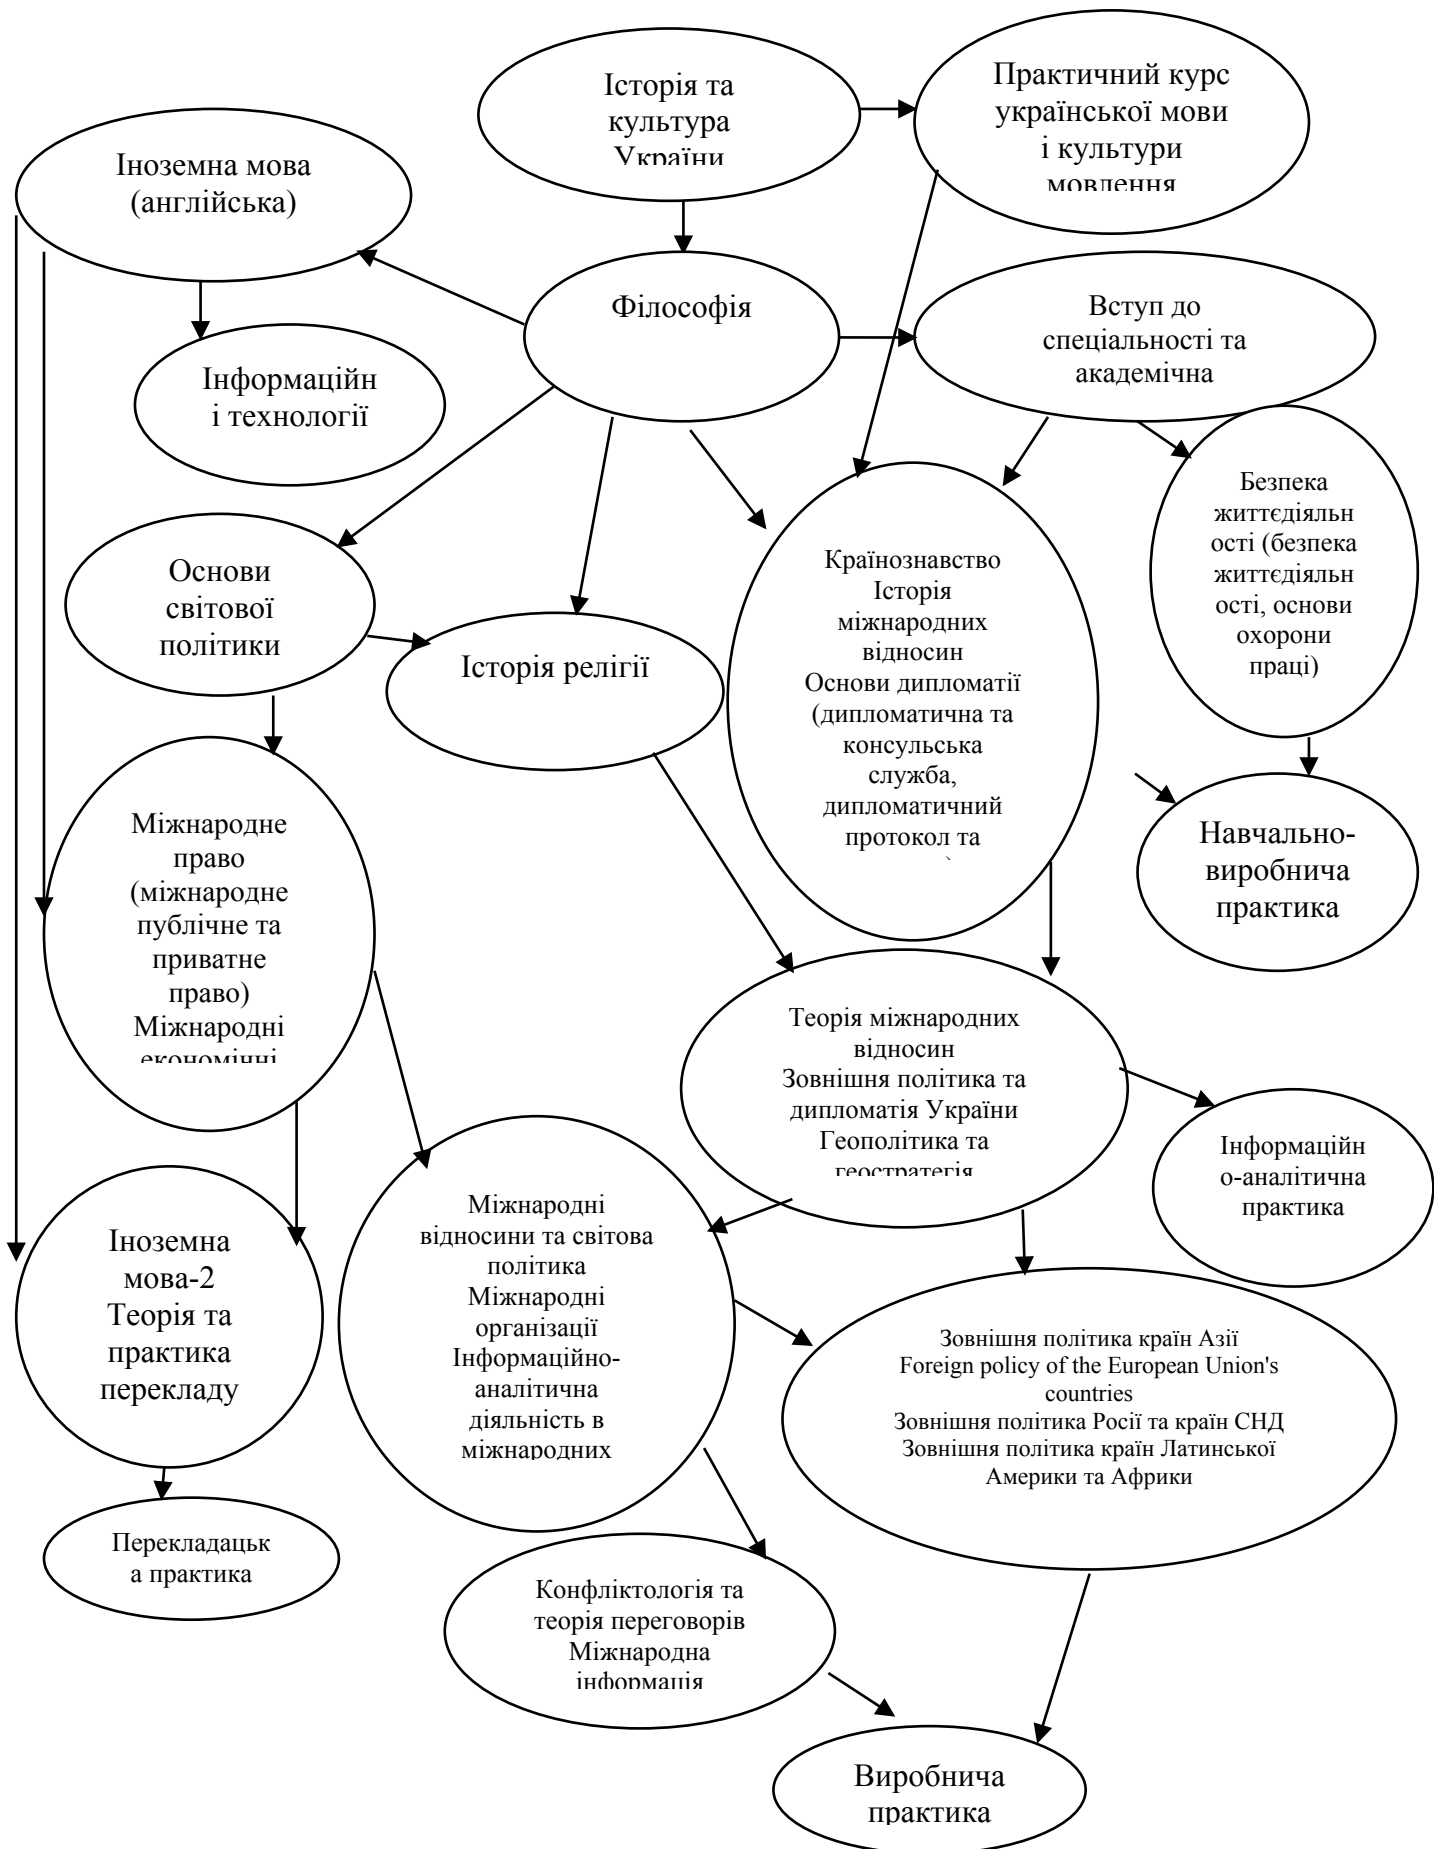 Історія та
культура
України
Практичний курс
української мови
і культури
мовлення
Іноземна мова
(англійська)
Філософія
Вступ до
спеціальності та
академічна
Інформаційн
і технології
Безпека
життєдіяльн
ості (безпека
життєдіяльн
ості, основи
охорони
праці)
Основи
світової
політики
Історія релігії
Країнознавство
Історія
міжнародних
відносин
Основи дипломатії
(дипломатична та
консульська
служба,
дипломатичний
протокол та
Навчально-
виробнича
практика
Міжнародне
право
(міжнародне
публічне та
приватне
право)
Міжнародні
економічні
Теорія міжнародних
відносин
Зовнішня політика та
дипломатія України
Геополітика та
геостратегія
Інформаційн
о-аналітична
практика
Іноземна
мова-2
Теорія та
практика
перекладу
Міжнародні
відносини та світова
політика
Міжнародні
організації
Інформаційно-
аналітична
діяльність в
міжнародних
Зовнішня політика країн Азії
Foreign policy of the European Union's
countries
Зовнішня політика Росії та країн СНД
Зовнішня політика країн Латинської
Америки та Африки
Перекладацьк
а практика
Конфліктологія та
теорія переговорів
Міжнародна
інформація
Виробнича
практика